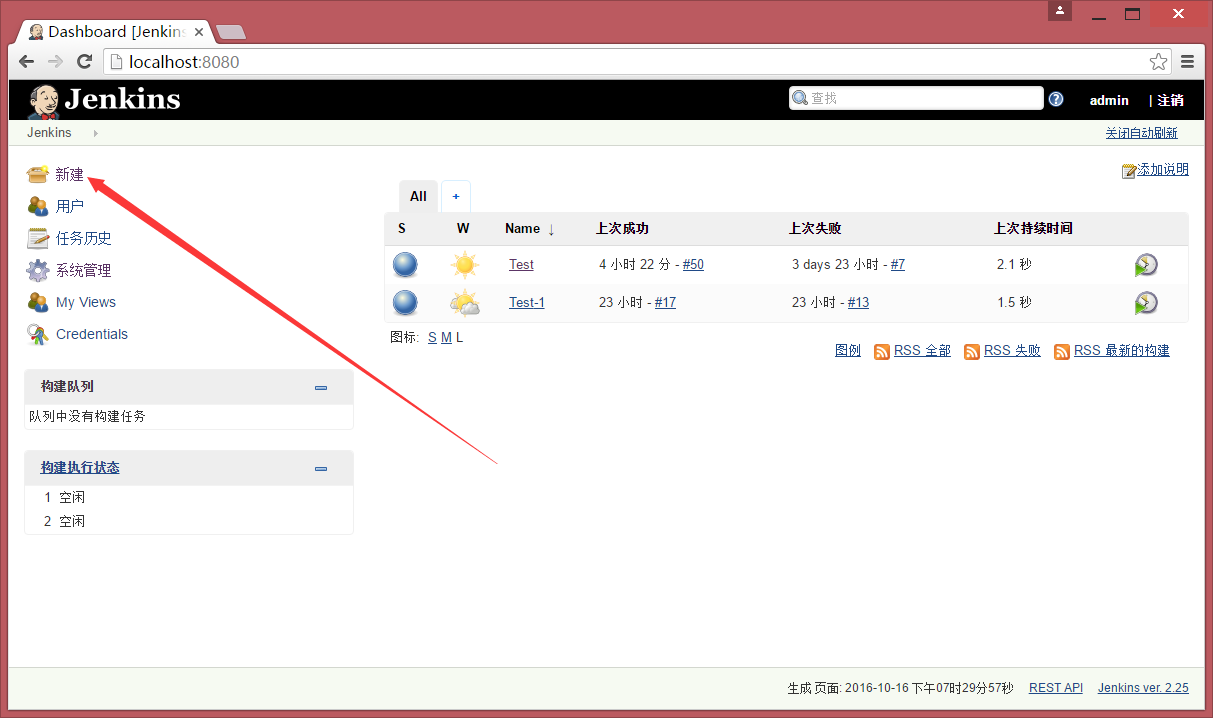 Dashboard [Jenkins
localhost:8080
Jenkins
查找
admin
| 注销
Jenkins
关闭自动刷新
新建
用户
任务历史
系统管理
My Views
Credentials
构建队列
队列中没有构建任务
构建执行状态
1 空闲
2 空闲
添加说明
All +
S W Name ↓ 上次成功 上次失败 上次持续时间
Test 4 小时 22 分 - #50 3 days 23 小时 - #7 2.1 秒
Test-1 23 小时 - #17 23 小时 - #13 1.5 秒
图标: S M L
图例 RSS 全部 RSS 失败 RSS 最新的构建
生成 页面: 2016-10-16 下午07时29分57秒 REST API Jenkins ver. 2.25